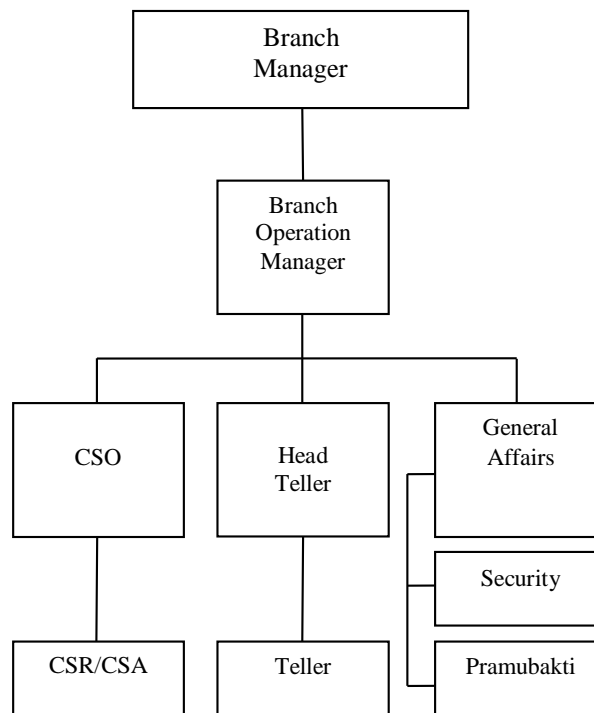 Branch
Manager
Branch
Operation
Manager
CSO
Head
Teller
General
Affairs
Security
CSR/CSA
Teller
Pramubakti